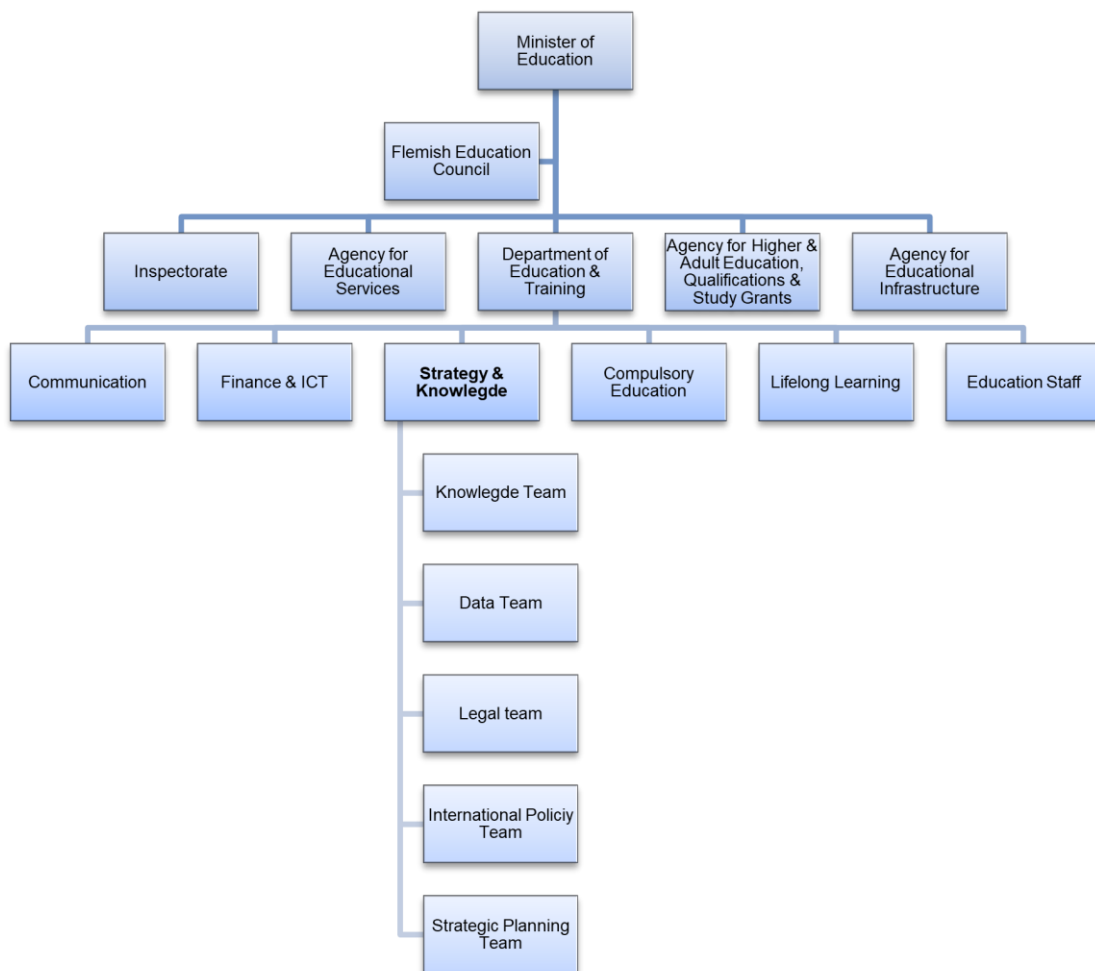 Minister of
Education
Flemish Education
Council
Inspectorate
Agency for
Educational
Services
Department of
Education &
Training
Agency for Higher &
Adult Education,
Qualifications &
Study Grants
Agency for
Educational
Infrastructure
Communication
Finance & ICT
Strategy &
Knowlegde
Compulsory
Education
Lifelong Learning
Education Staff
Knowlegde Team
Data Team
Legal team
International Policiy
Team
Strategic Planning
Team